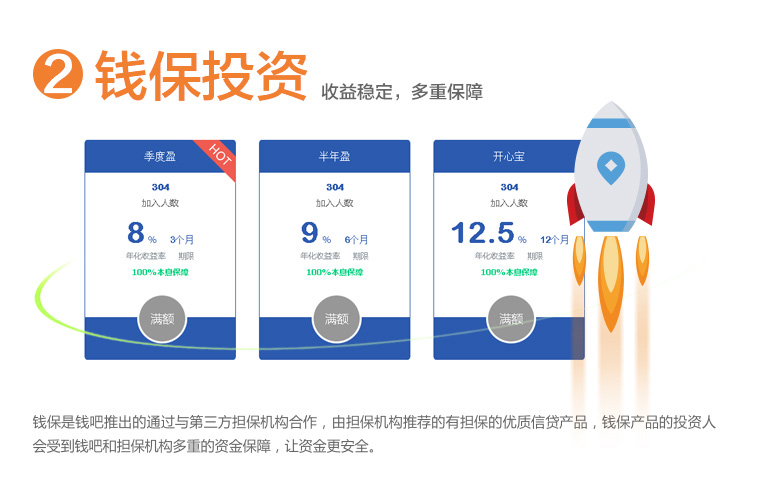 2 钱保投资 收益稳定，多重保障
季度盈
HOT
304
加入人数
8 % 3个月
年化收益率 期限
100%本息保障
满额
半年盈
304
加入人数
9 % 6个月
年化收益率 期限
100%本息保障
满额
开心宝
304
加入人数
12.5 % 12个月
年化收益率 期限
100%本息保障
满额
钱保是钱吧推出的通过与第三方担保机构合作，由担保机构推荐的有担保的优质信贷产品，钱保产品的投资人
会受到钱吧和担保机构多重的资金保障，让资金更安全。